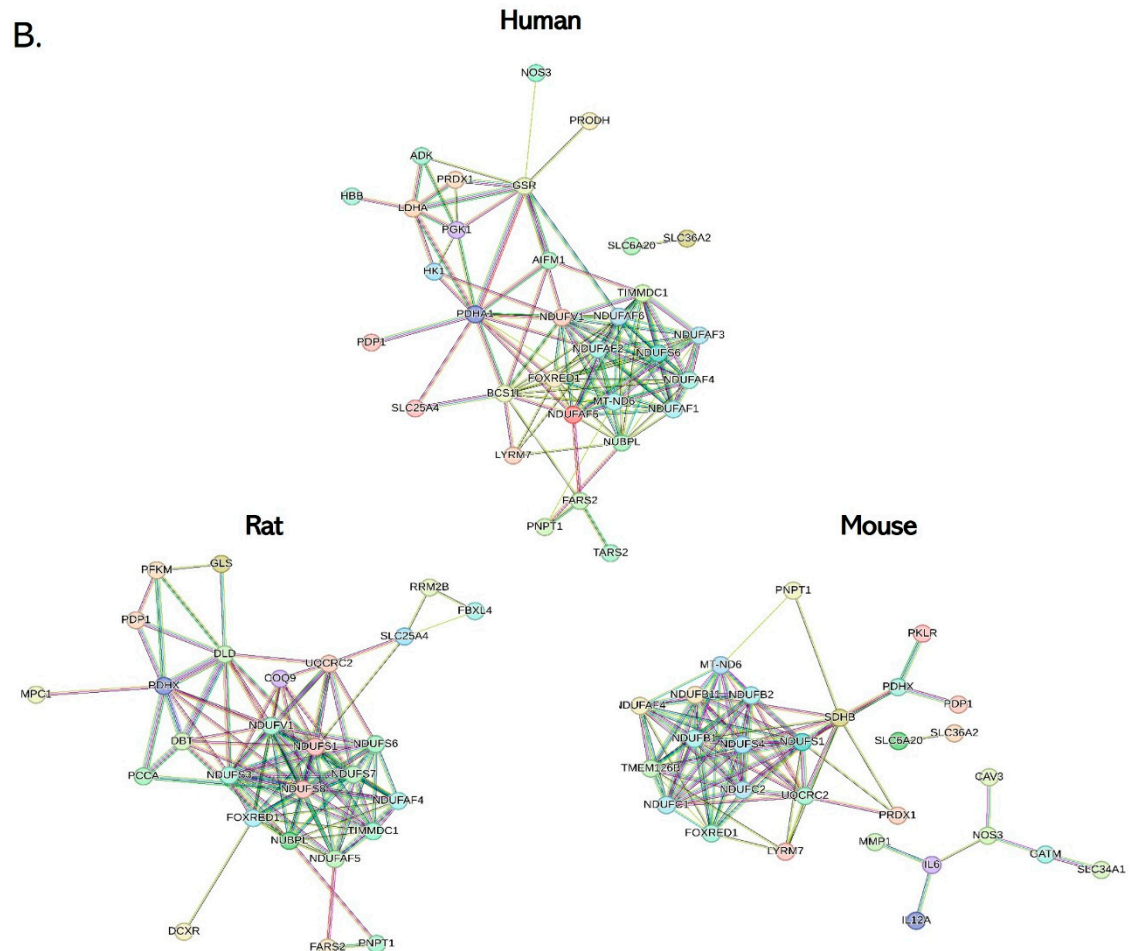 B.
Human
NOS3
PRODH
ADK
PRDX1
GSR
HBB
LDHA
PGK1
SLC6A20
SLC36A2
AIFM1
HK1
TIMMDC1
PDHA1
NDUFV1
NDUFAF6
NDUFAF3
PDP1
NDUFAF2
NDUFS6
FOXRED1
NDUFAF4
BCS1L
MT-ND6
SLC25A4
NDUFAF5
NDUFAF1
NUBPL
LYRM7
FARS2
PNPT1
TARS2
Rat
PFKM
GLS
RRM2B
FBXL4
PDP1
SLC25A4
DLD
UQCRC2
COQ9
PDHX
MPC1
NDUFV1
DBT
NDUFS1
NDUFS6
PCCA
NDUFS3
NDUFS7
NDUFS8
NDUFAF4
FOXRED1
TIMMDC1
NUBPL
NDUFAF5
DCXR
FARS2
PNPT1
Mouse
PNPT1
PKLR
MT-ND6
PDHX
NDUFB11
NDUFB2
NDUFAF4
PDP1
SDHB
SLC36A2
NDUFB1
NDUFS4
NDUFS1
SLC6A20
TMEM126B
CAV3
NDUFC2
UQCRC2
NDUFC1
PRDX1
FOXRED1
NOS3
LYRM7
MMP1
GATM
IL6
SLC34A1
IL12A